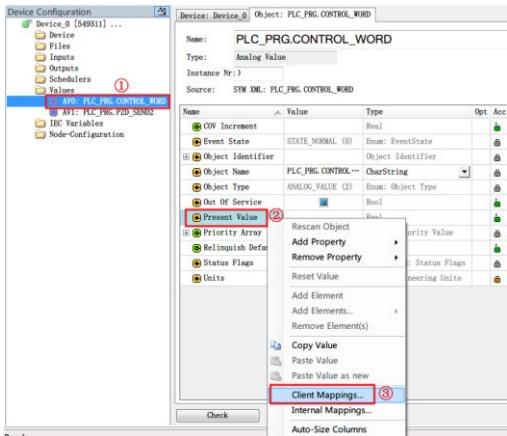 Device Configuration
Device_0 [549311] ...
Device
Files
Inputs
Outputs
Schedulers
Values
①
AV0: PLC_PRG.CONTROL_WORD
AV1: PLC_PRG.PZD_SEND2
IEC Variables
Node-Configuration
Device: Device_0
Object: PLC_PRG.CONTROL_WORD
Name: PLC_PRG.CONTROL_WORD
Type: Analog Value
Instance Nr:
Source: SYM XML: PLC_PRG.CONTROL_WORD
Name Value Type Opt Acc
COV Increment Real
Event State STATE_NORMAL (0) Enum: EventState
Object Identifier Object Identifier
Object Name PLC_PRG.CONTROL… CharString
Object Type ANALOG_VALUE (2) Enum: Object Type
Out Of Service Bool
Present Value ② Real
Priority Array ority Value
Relinquish Defau
Status Flags : Status Flags
Units neering Units
Rescan Object
Add Property
Remove Property
Reset Value
Add Element
Add Elements...
Remove Element(s)
Copy Value
Paste Value
Paste Value as new
Client Mappings... ③
Internal Mappings...
Auto-Size Columns
Check